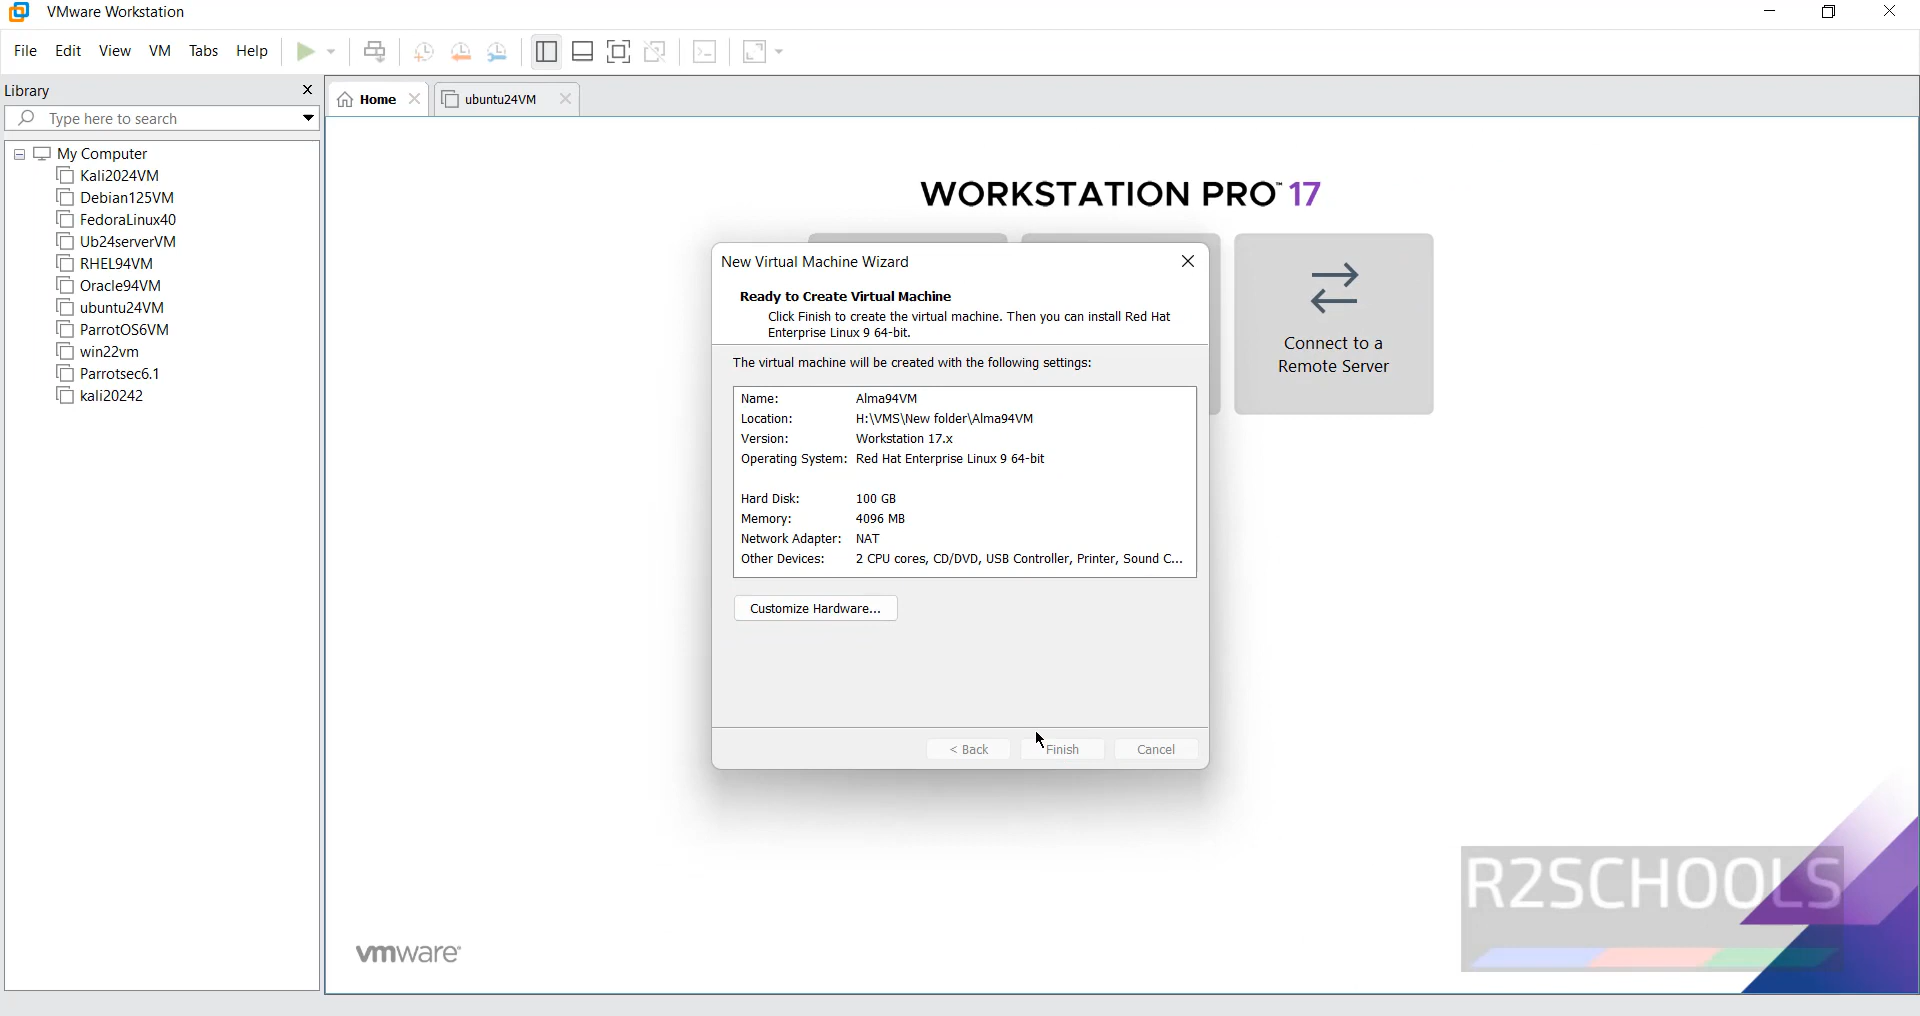 VMware Workstation
File Edit View VM Tabs Help
Library
Type here to search
My Computer
Kali2024VM
Debian125VM
FedoraLinux40
Ub24serverVM
RHEL94VM
Oracle94VM
ubuntu24VM
ParrotOS6VM
win22vm
Parrotsec6.1
kali20242
Home
ubuntu24VM
WORKSTATION PRO™ 17
Connect to a
Remote Server
New Virtual Machine Wizard
Ready to Create Virtual Machine
Click Finish to create the virtual machine. Then you can install Red Hat
Enterprise Linux 9 64-bit.
The virtual machine will be created with the following settings:
Name: Alma94VM
Location: H:\VMS\New folder\Alma94VM
Version: Workstation 17.x
Operating System: Red Hat Enterprise Linux 9 64-bit
Hard Disk: 100 GB
Memory: 4096 MB
Network Adapter: NAT
Other Devices: 2 CPU cores, CD/DVD, USB Controller, Printer, Sound C...
Customize Hardware...
< Back Finish Cancel
vmware®
R2SCHOOLS